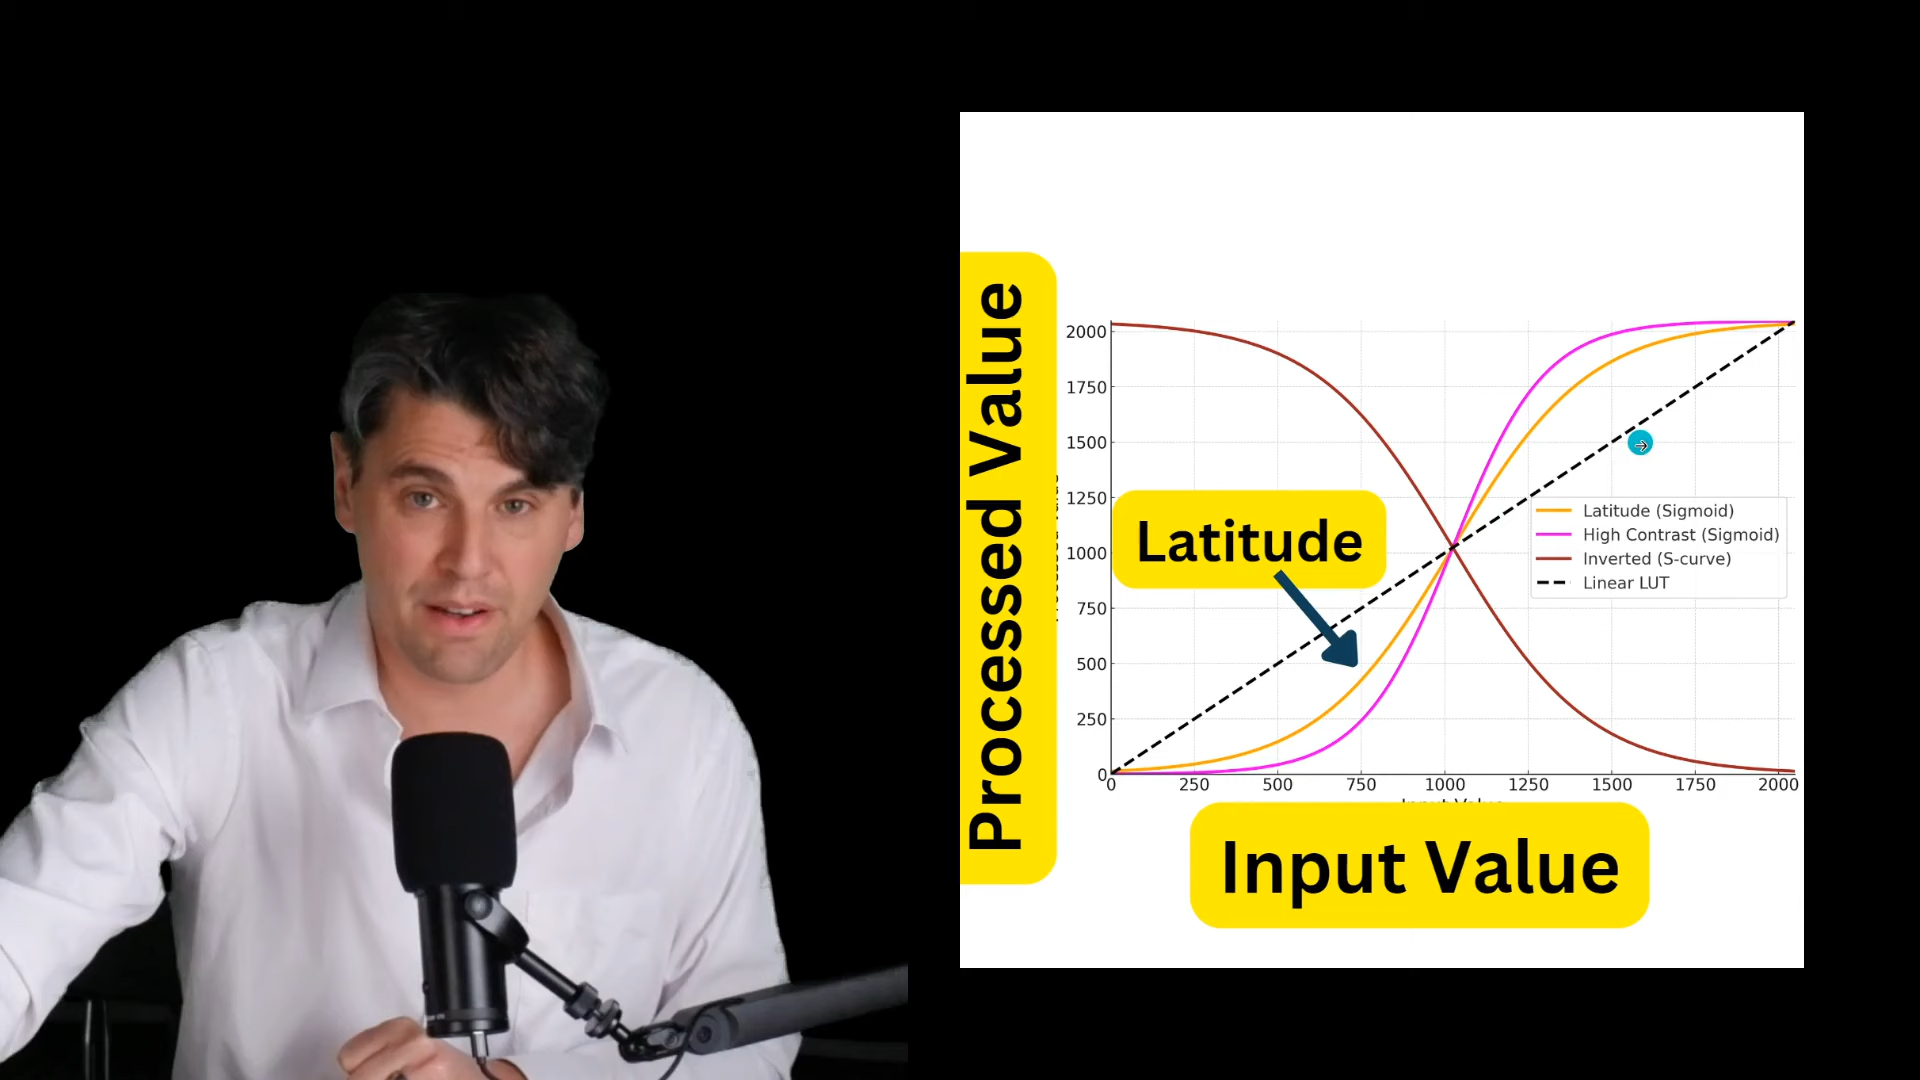 Processed Value
2000
1750
1500
1250
1000
750
500
250
0
Latitude
Latitude (Sigmoid)
High Contrast (Sigmoid)
Inverted (S-curve)
Linear LUT
0 250 500 750 1000 1250 1500 1750 2000
Input Value